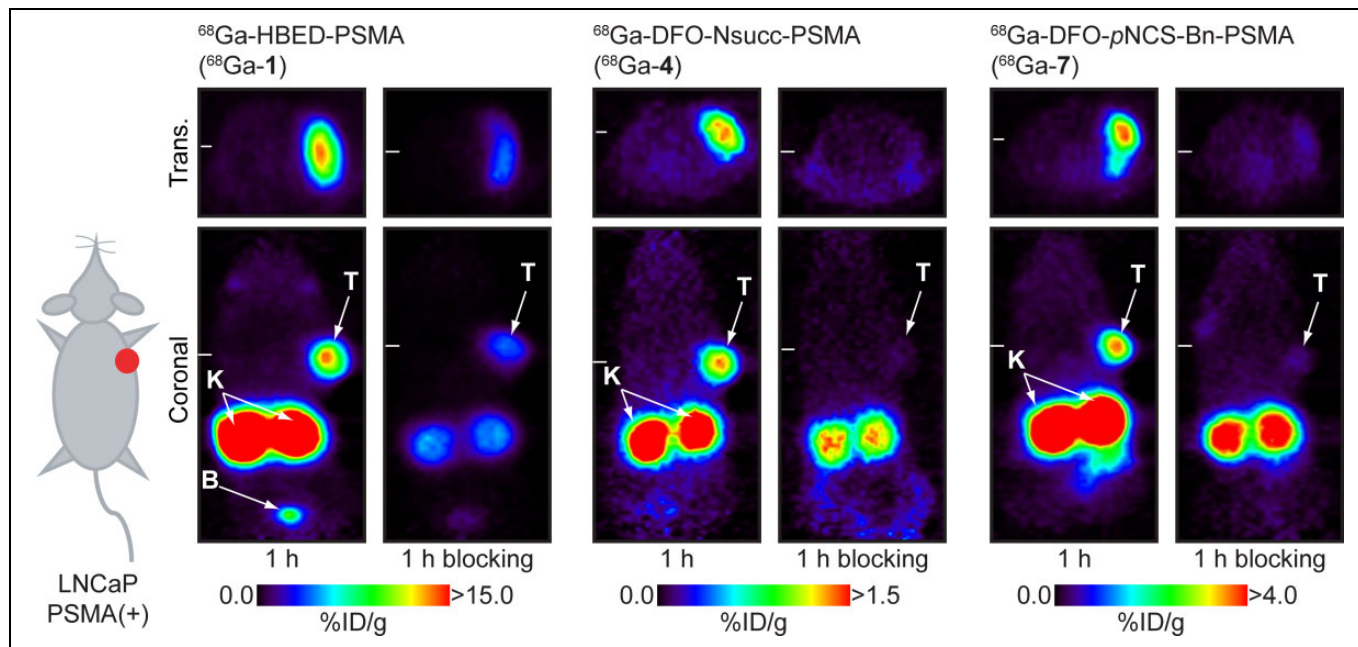 ⁶⁸Ga-HBED-PSMA
(⁶⁸Ga-1)
⁶⁸Ga-DFO-Nsucc-PSMA
(⁶⁸Ga-4)
⁶⁸Ga-DFO-pNCS-Bn-PSMA
(⁶⁸Ga-7)
Trans.
Coronal
T
K
B
T
T
K
T
T
K
T
1 h
1 h blocking
1 h
1 h blocking
1 h
1 h blocking
LNCaP
PSMA(+)
0.0
>15.0
%ID/g
0.0
>1.5
%ID/g
0.0
>4.0
%ID/g